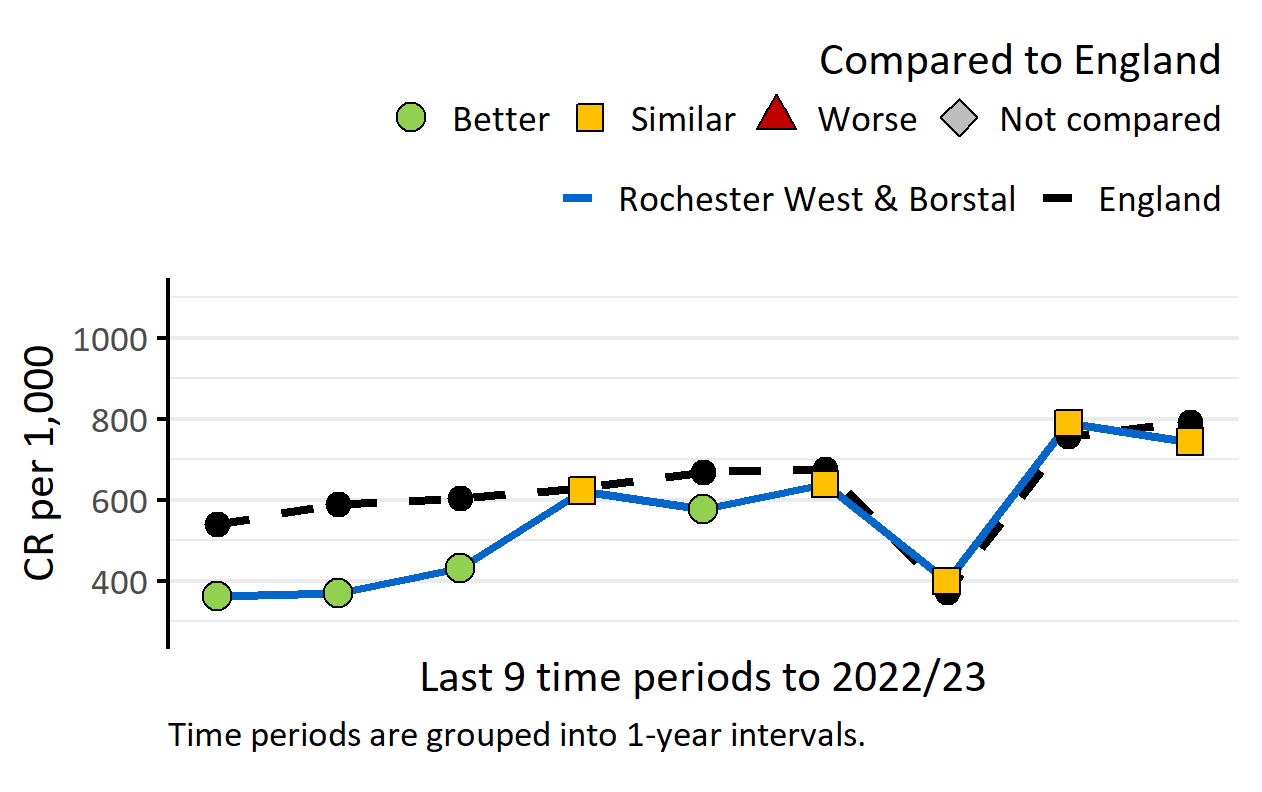 Compared to England
Better Similar Worse Not compared
Rochester West & Borstal England
CR per 1,000
1000
800
600
400
Last 9 time periods to 2022/23
Time periods are grouped into 1-year intervals.